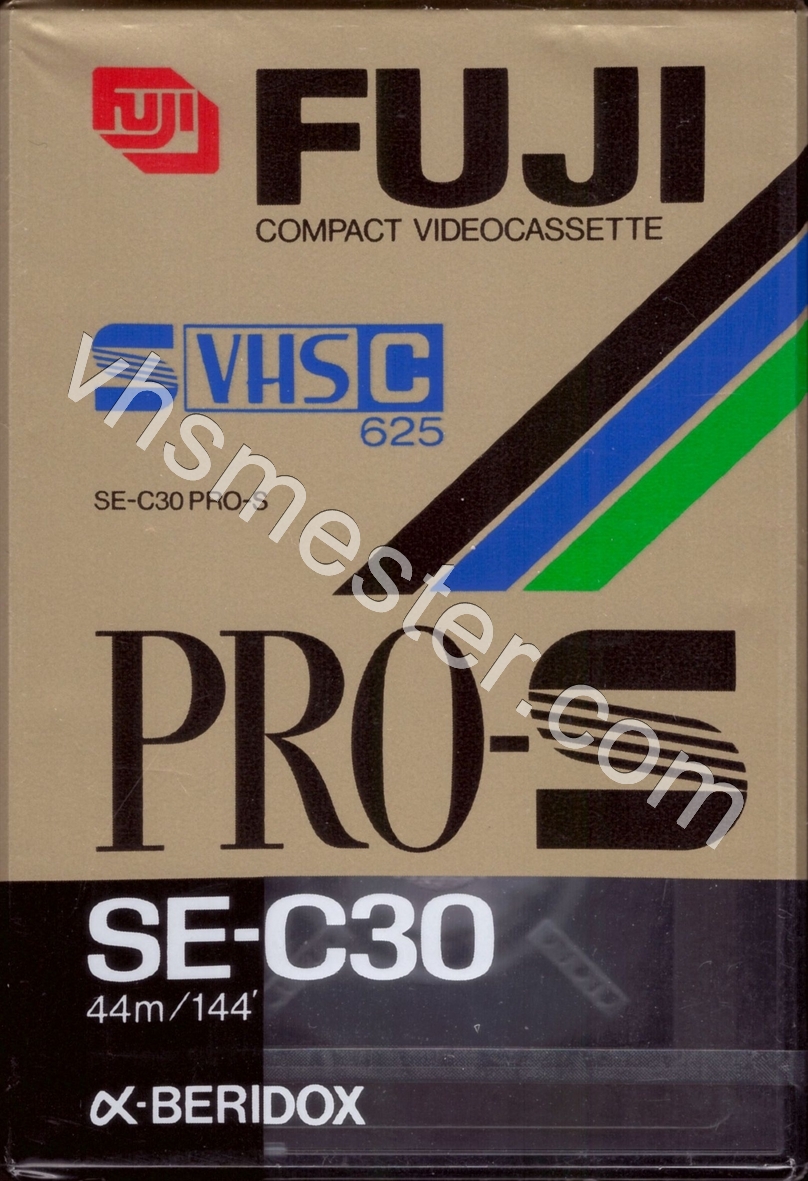 FUJI
FUJI
COMPACT VIDEOCASSETTE
S VHS C
625
SE-C30 PRO-S
PRO-S
SE-C30
44m/144'
α-BERIDOX
vhsmester.com